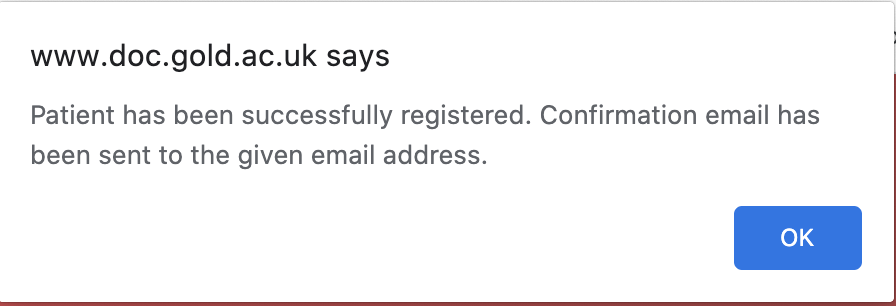 www.doc.gold.ac.uk says
Patient has been successfully registered. Confirmation email has
been sent to the given email address.
OK